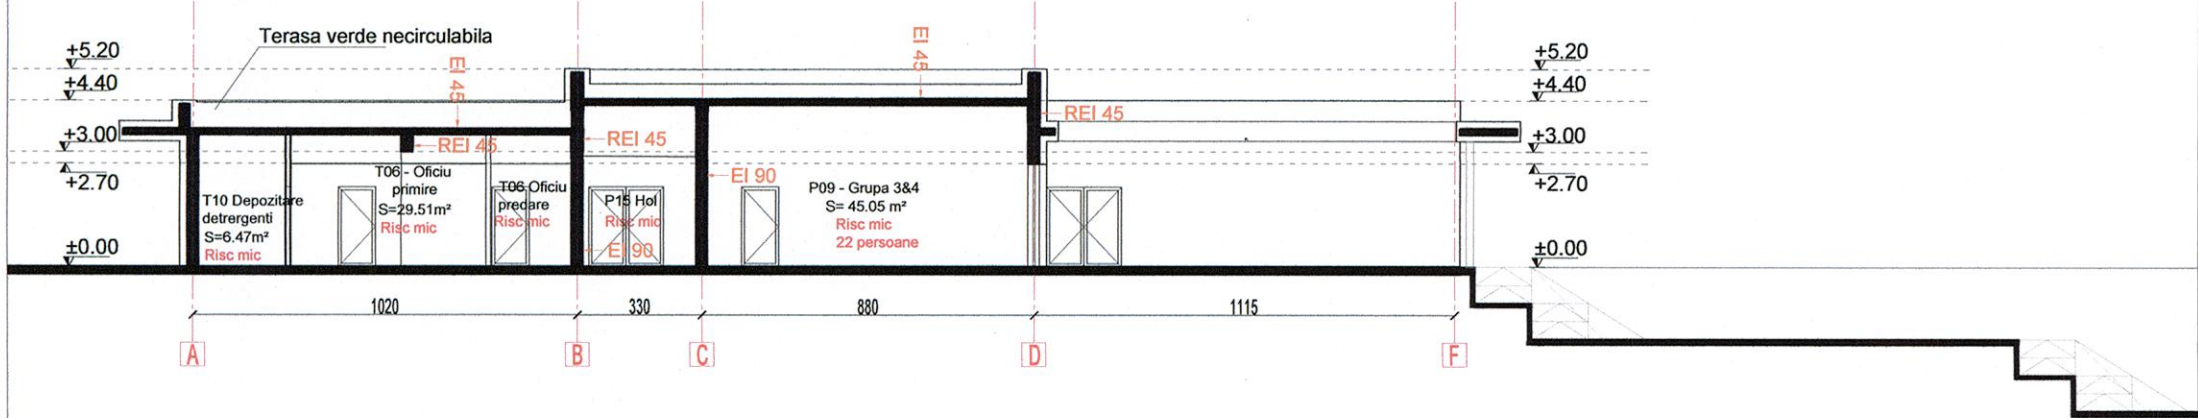 Terasa verde necirculabila
+5.20
+4.40
+3.00
+2.70
±0.00
EI 45
EI 45
REI 45
REI 45
REI 45
EI 90
EI 90
T10 Depozitare
detrergenti
S=6.47m²
Risc mic
T06 - Oficiu
primire
S=29.51m²
Risc mic
T06 Oficiu
predare
Risc mic
P15 Hol
Risc mic
P09 - Grupa 3&4
S= 45.05 m²
Risc mic
22 persoane
+5.20
+4.40
+3.00
+2.70
±0.00
1020
330
880
1115
A
B
C
D
F